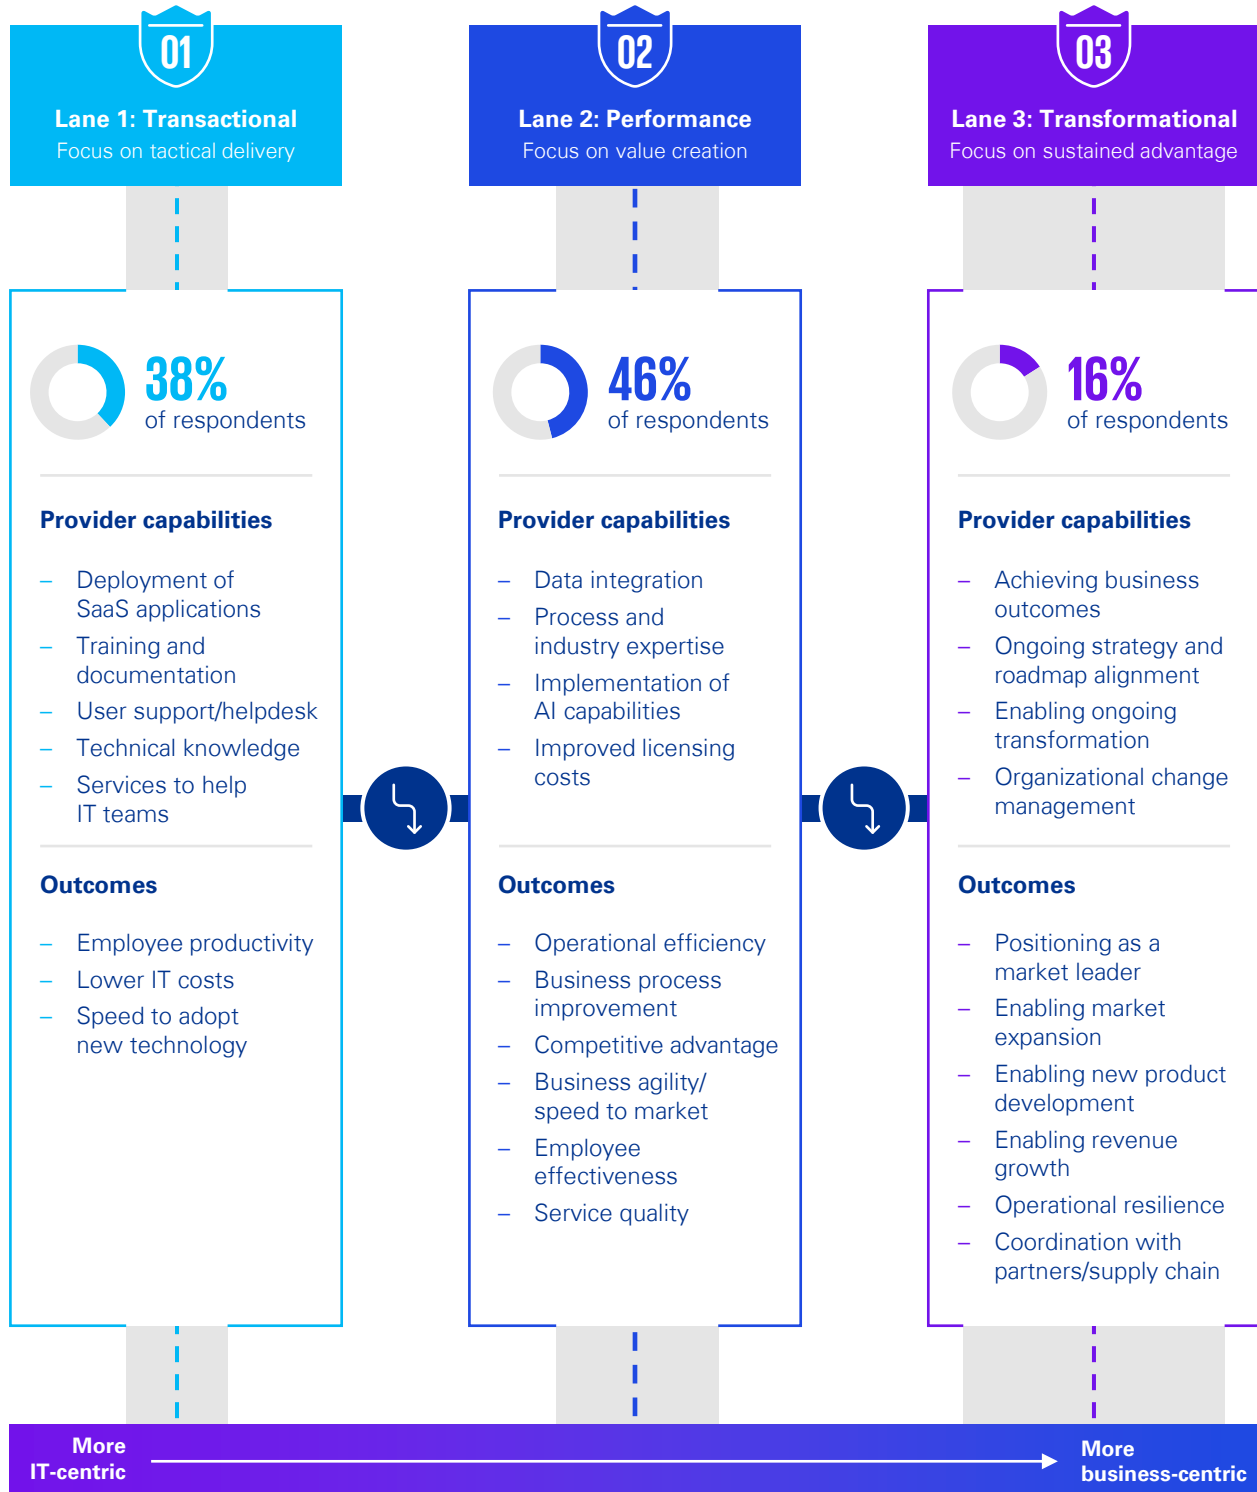 01
Lane 1: Transactional
Focus on tactical delivery
38%
of respondents
Provider capabilities
– Deployment of
SaaS applications
– Training and
documentation
– User support/helpdesk
– Technical knowledge
– Services to help
IT teams
Outcomes
– Employee productivity
– Lower IT costs
– Speed to adopt
new technology
02
Lane 2: Performance
Focus on value creation
46%
of respondents
Provider capabilities
– Data integration
– Process and
industry expertise
– Implementation of
AI capabilities
– Improved licensing
costs
Outcomes
– Operational efficiency
– Business process
improvement
– Competitive advantage
– Business agility/
speed to market
– Employee
effectiveness
– Service quality
03
Lane 3: Transformational
Focus on sustained advantage
16%
of respondents
Provider capabilities
– Achieving business
outcomes
– Ongoing strategy and
roadmap alignment
– Enabling ongoing
transformation
– Organizational change
management
Outcomes
– Positioning as a
market leader
– Enabling market
expansion
– Enabling new product
development
– Enabling revenue
growth
– Operational resilience
– Coordination with
partners/supply chain
More
IT-centric
More
business-centric